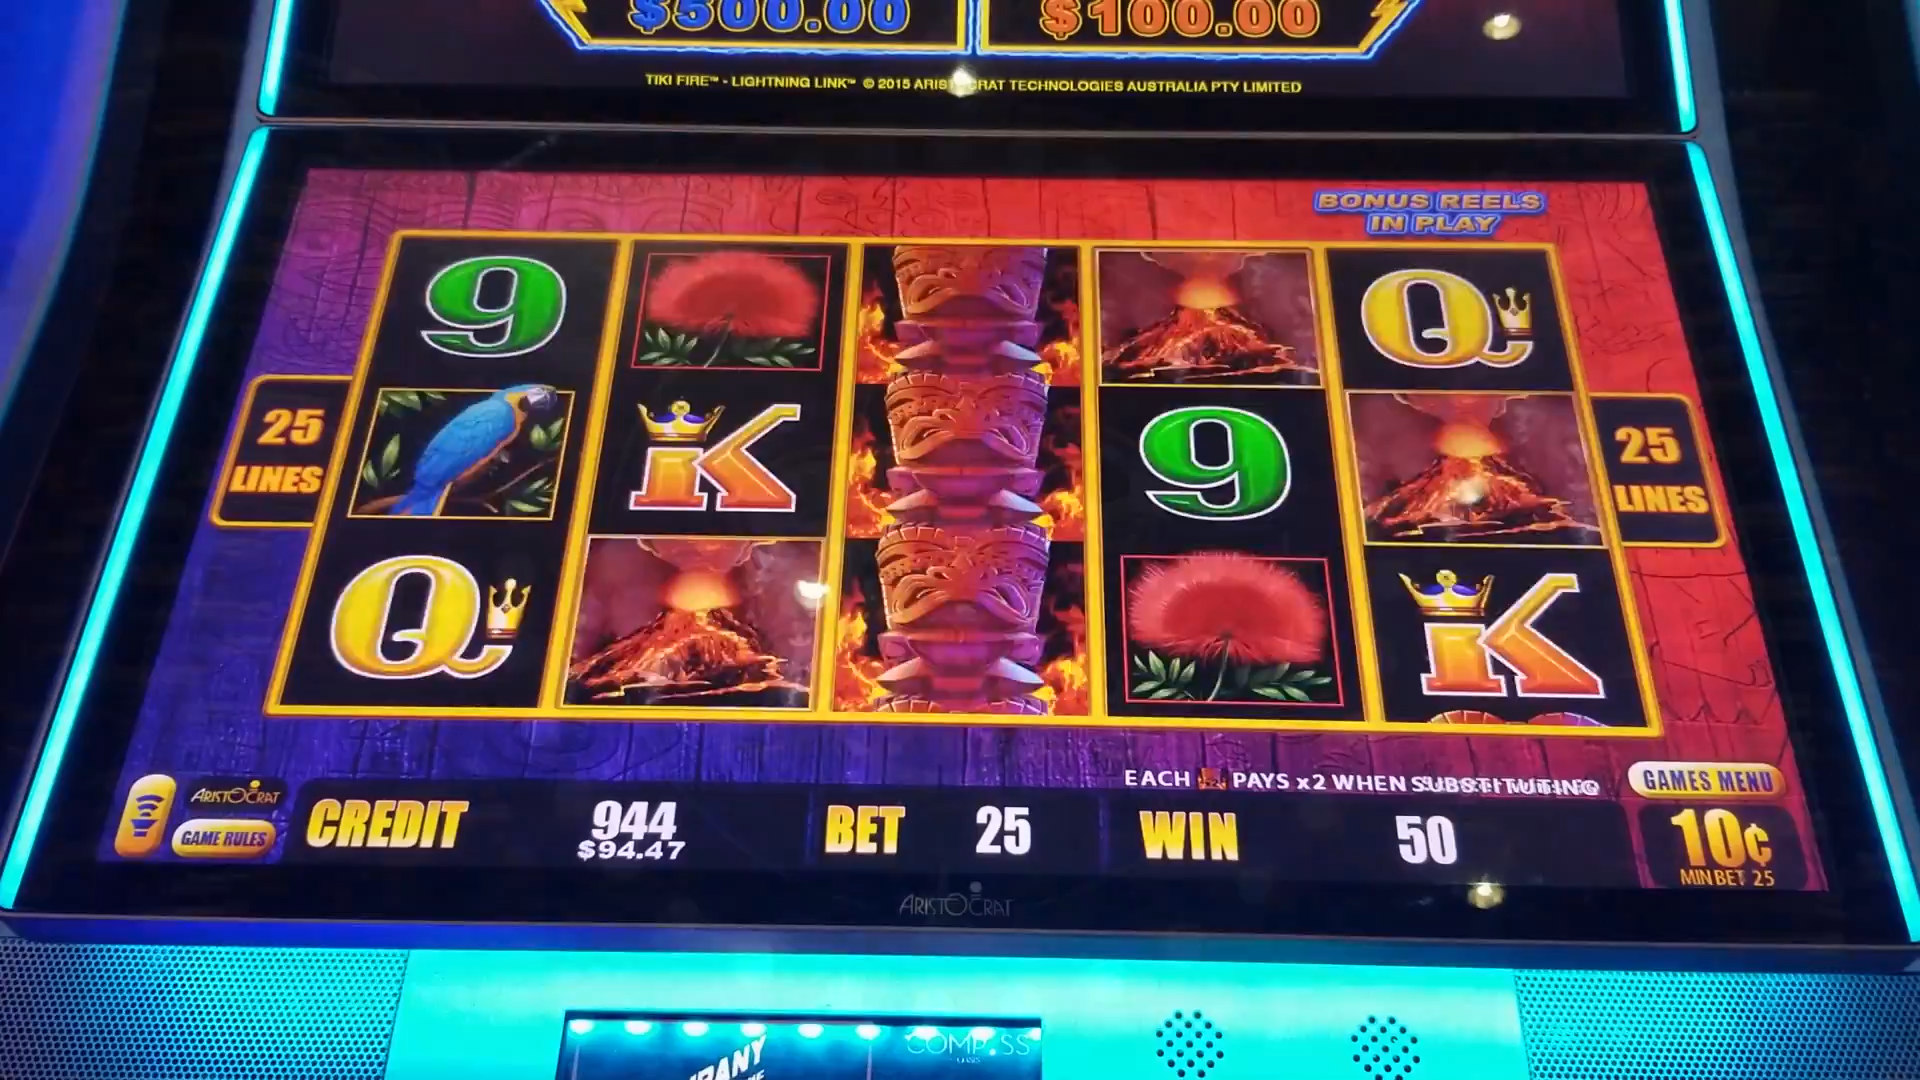 $500.00 $100.00
TIKI FIRE™ - LIGHTNING LINK™ © 2015 ARISTOCRAT TECHNOLOGIES AUSTRALIA PTY LIMITED
BONUS REELS
IN PLAY
9 Q
25
LINES
K 9
25
LINES
Q K
EACH PAYS x2 WHEN SUBSTITUTING
GAMES MENU
ARISTOCRAT
GAME RULES
CREDIT 944
$94.47
BET 25
WIN 50
10¢
MIN BET 25
ARISTOCRAT
COMPASS